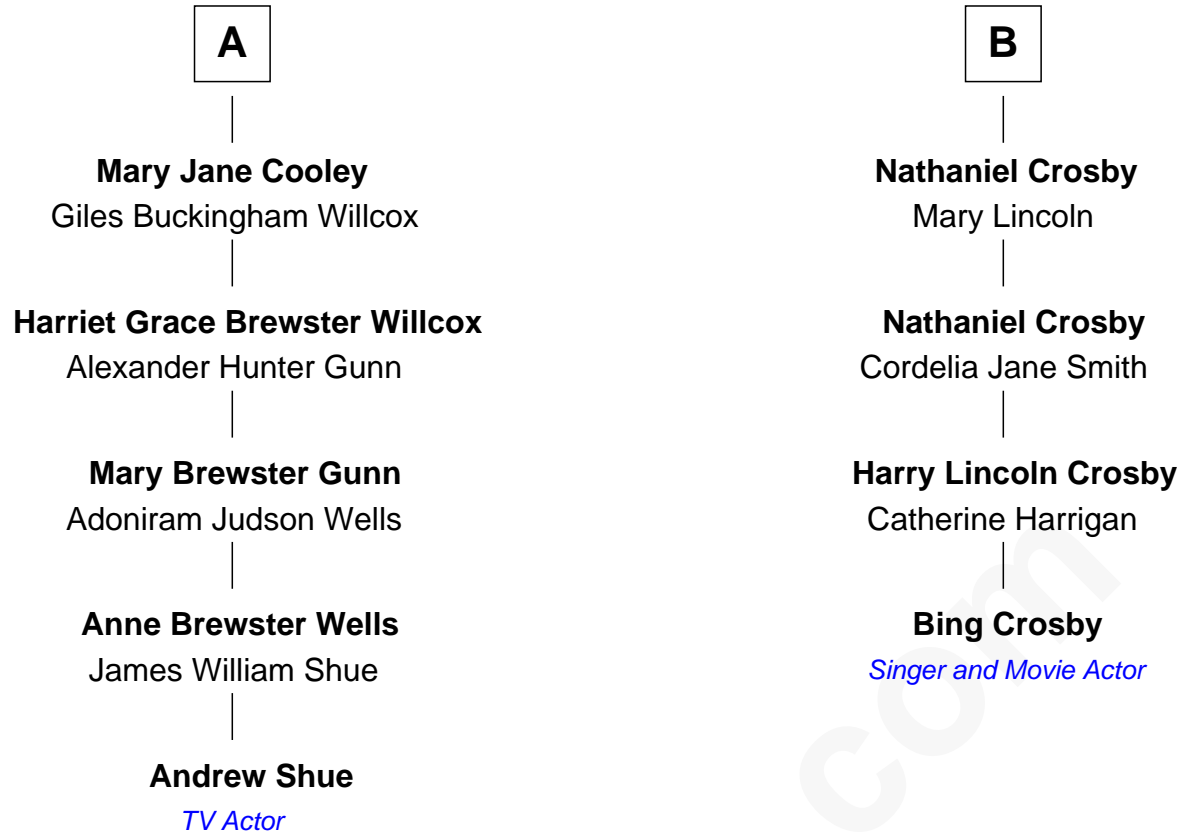 A
Mary Jane Cooley
Giles Buckingham Willcox
Harriet Grace Brewster Willcox
Alexander Hunter Gunn
Mary Brewster Gunn
Adoniram Judson Wells
Anne Brewster Wells
James William Shue
Andrew Shue
TV Actor
B
Nathaniel Crosby
Mary Lincoln
Nathaniel Crosby
Cordelia Jane Smith
Harry Lincoln Crosby
Catherine Harrigan
Bing Crosby
Singer and Movie Actor
com